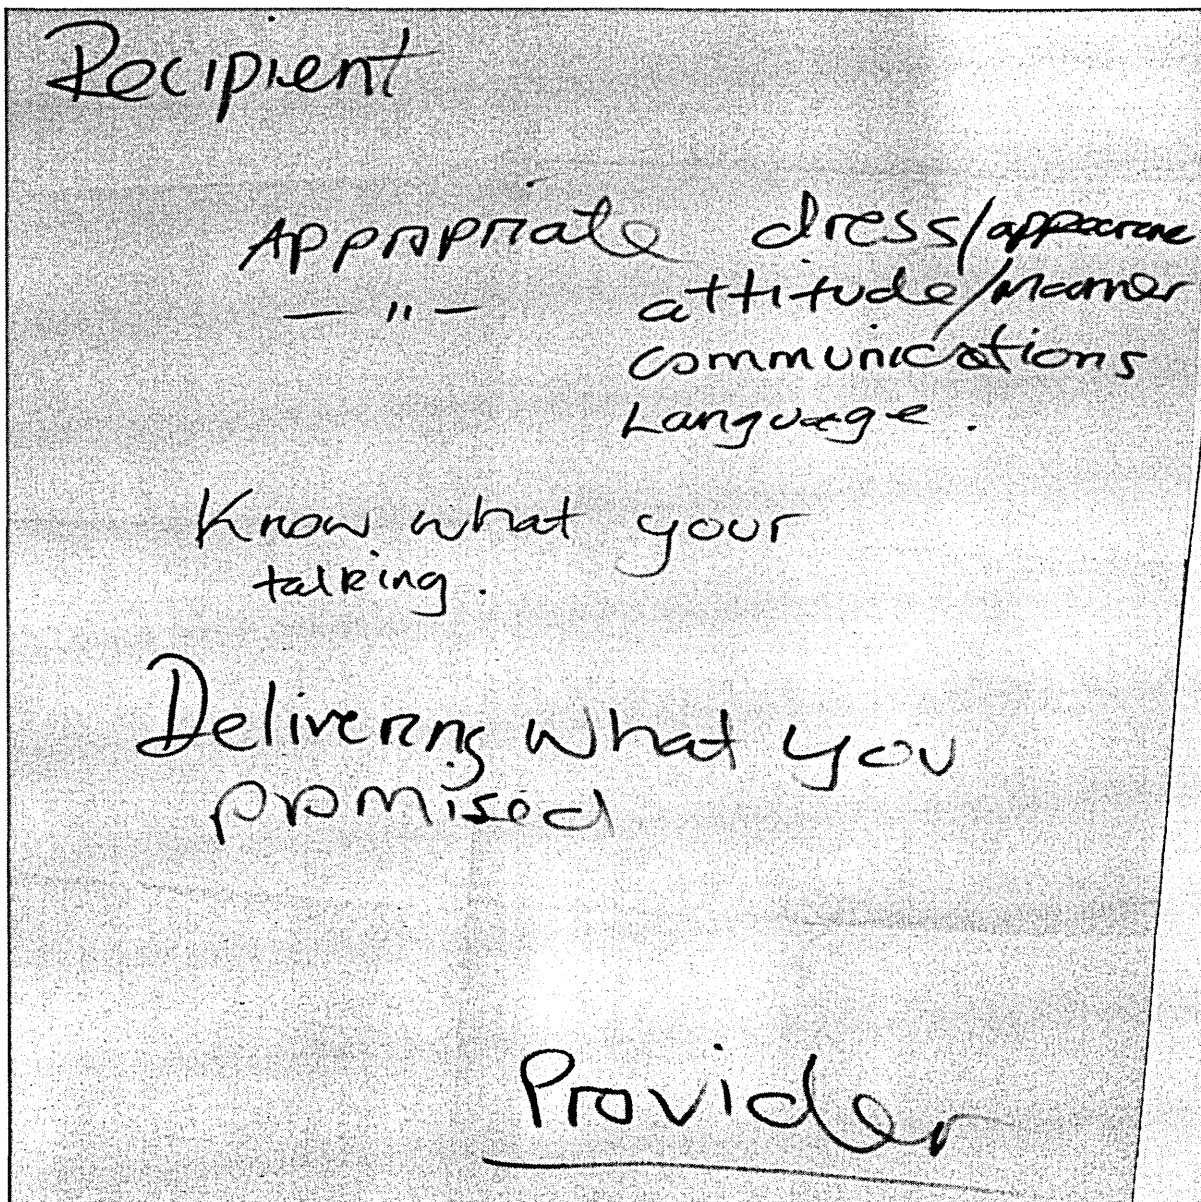 Recipient
Appropriate dress/appearance
— " — attitude/manner
communications
Language.
Know what your
talking.
Delivering what you
promised
Provider